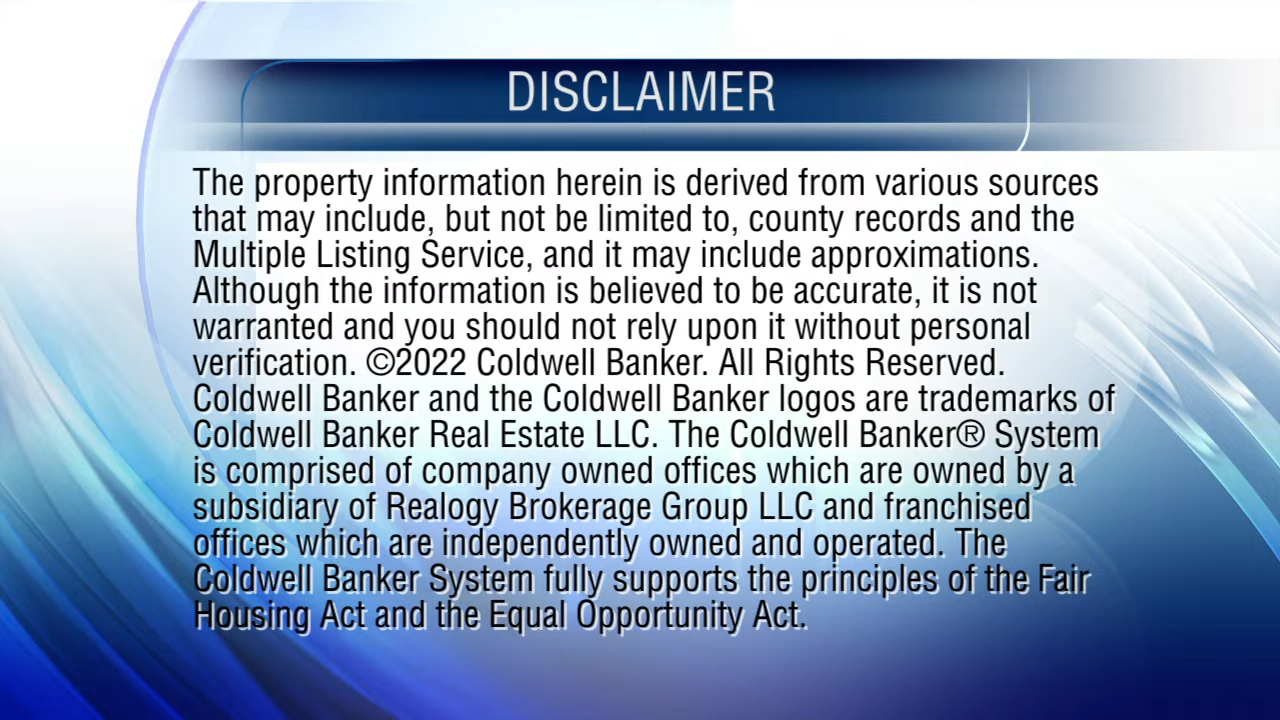 DISCLAIMER
The property information herein is derived from various sources
that may include, but not be limited to, county records and the
Multiple Listing Service, and it may include approximations.
Although the information is believed to be accurate, it is not
warranted and you should not rely upon it without personal
verification. ©2022 Coldwell Banker. All Rights Reserved.
Coldwell Banker and the Coldwell Banker logos are trademarks of
Coldwell Banker Real Estate LLC. The Coldwell Banker® System
is comprised of company owned offices which are owned by a
subsidiary of Realogy Brokerage Group LLC and franchised
offices which are independently owned and operated. The
Coldwell Banker System fully supports the principles of the Fair
Housing Act and the Equal Opportunity Act.